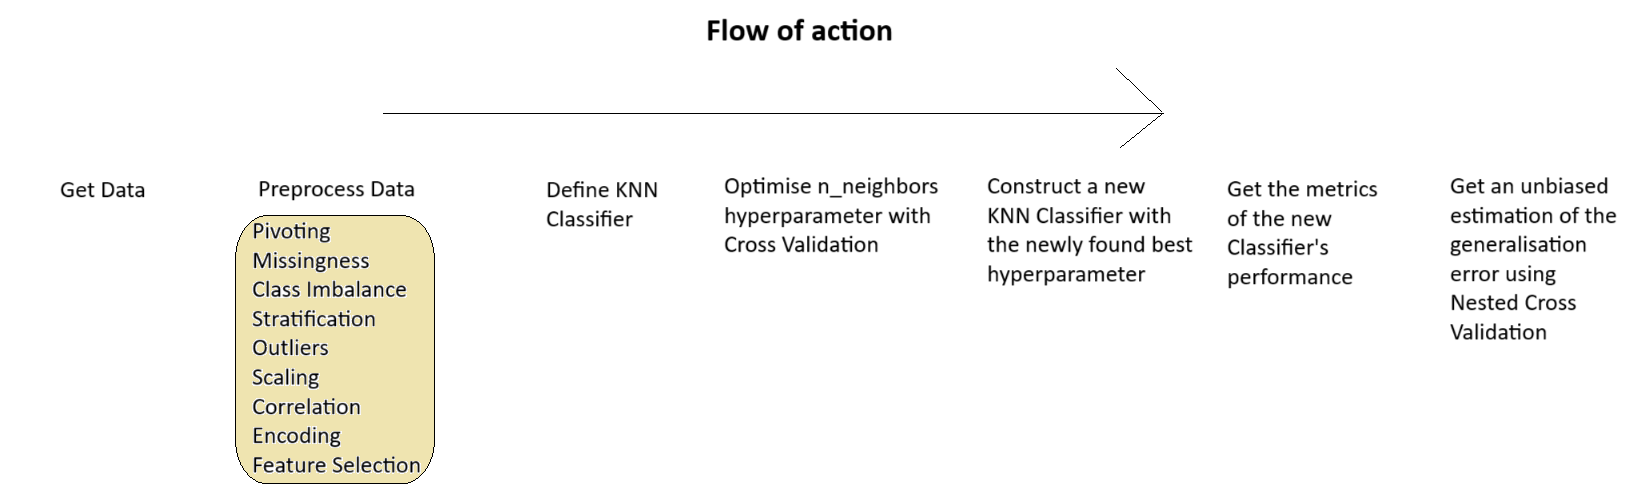 Flow of action
Get Data
Preprocess Data
Pivoting
Missingness
Class Imbalance
Stratification
Outliers
Scaling
Correlation
Encoding
Feature Selection
Define KNN
Classifier
Optimise n_neighbors
hyperparameter with
Cross Validation
Construct a new
KNN Classifier with
the newly found best
hyperparameter
Get the metrics
of the new
Classifier's
performance
Get an unbiased
estimation of the
generalisation
error using
Nested Cross
Validation